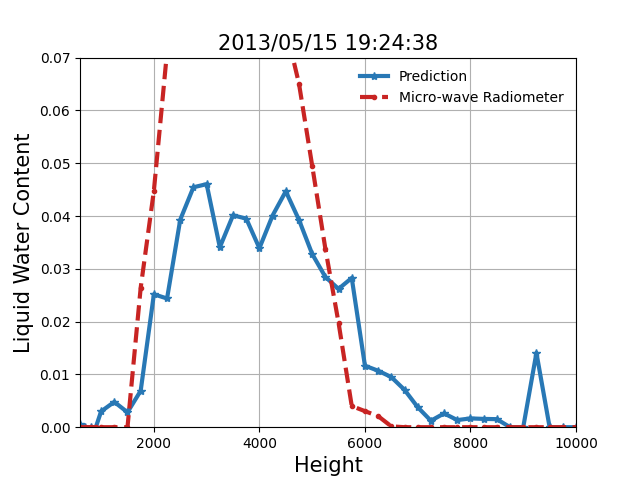 2013/05/15 19:24:38
Prediction
Micro-wave Radiometer
Liquid Water Content
0.07
0.06
0.05
0.04
0.03
0.02
0.01
0.00
2000 4000 6000 8000 10000
Height